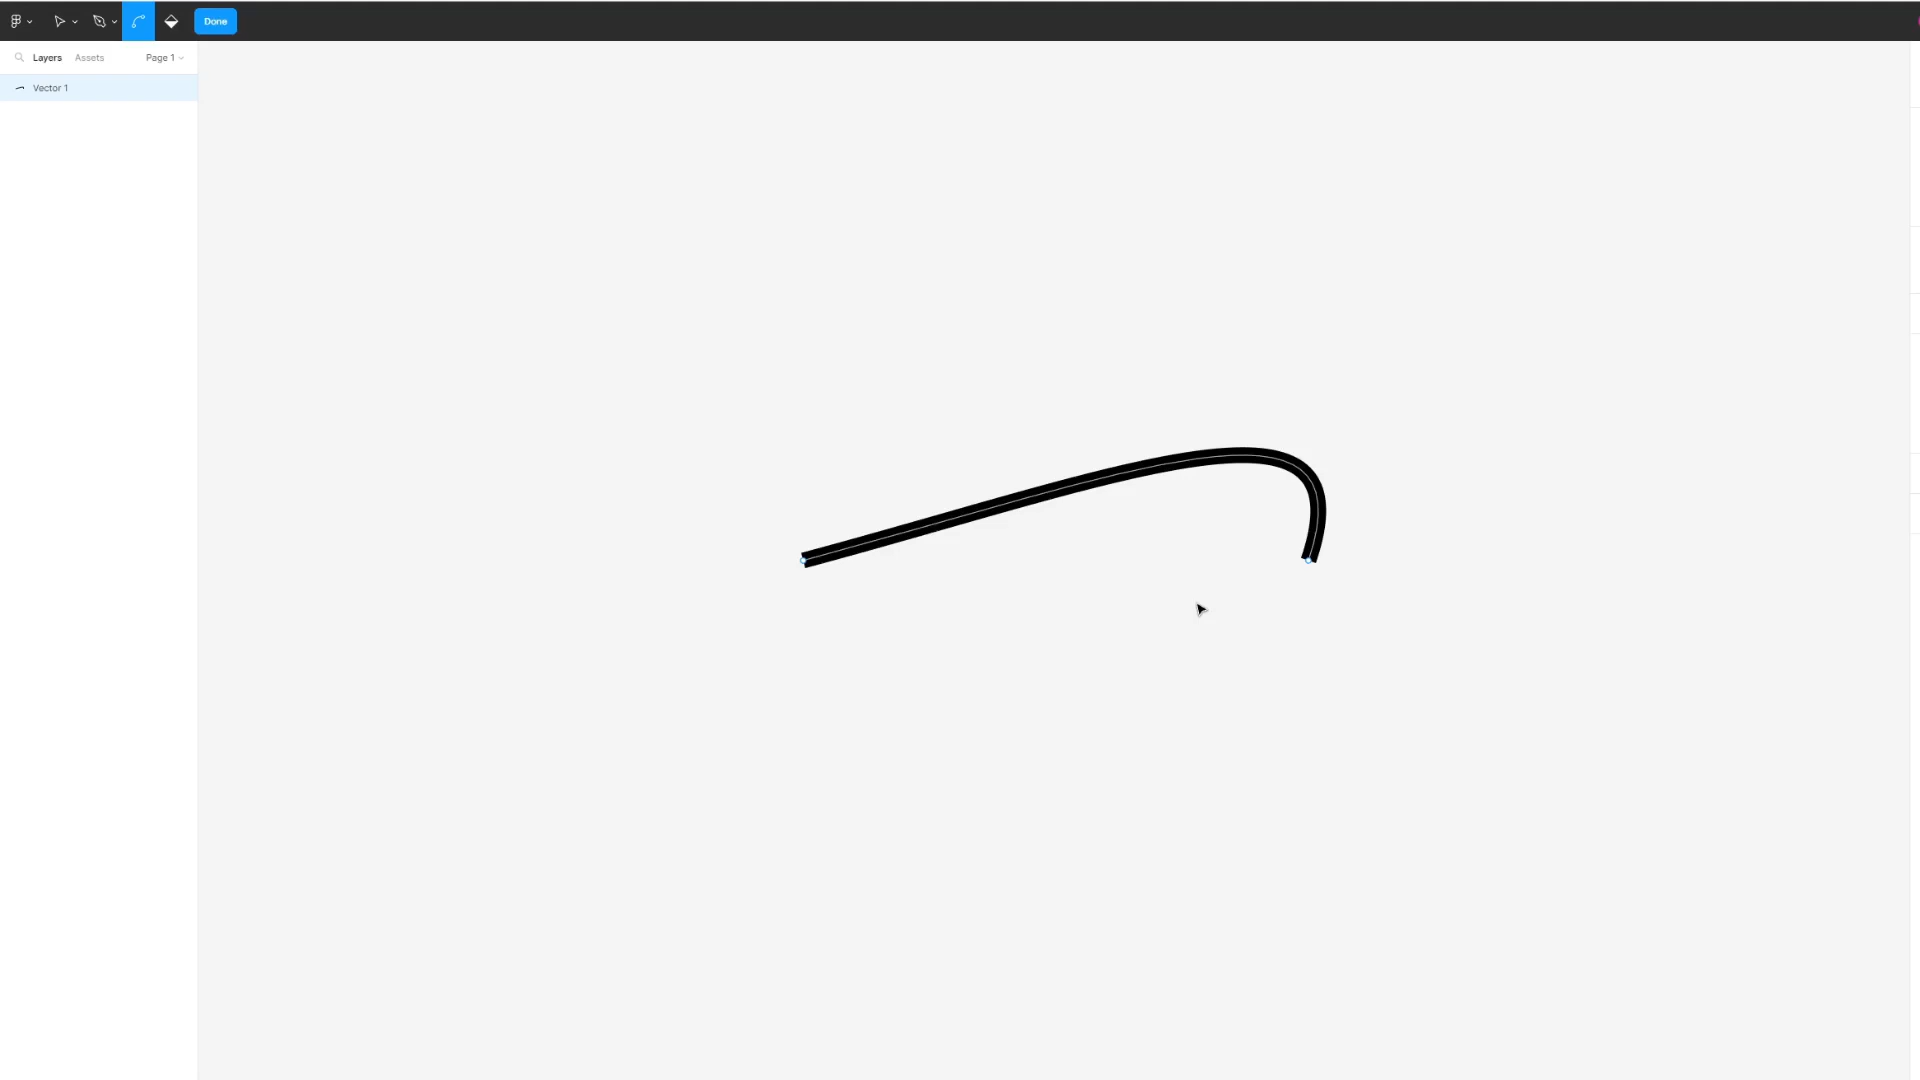 Done
Layers Assets Page 1
Vector 1